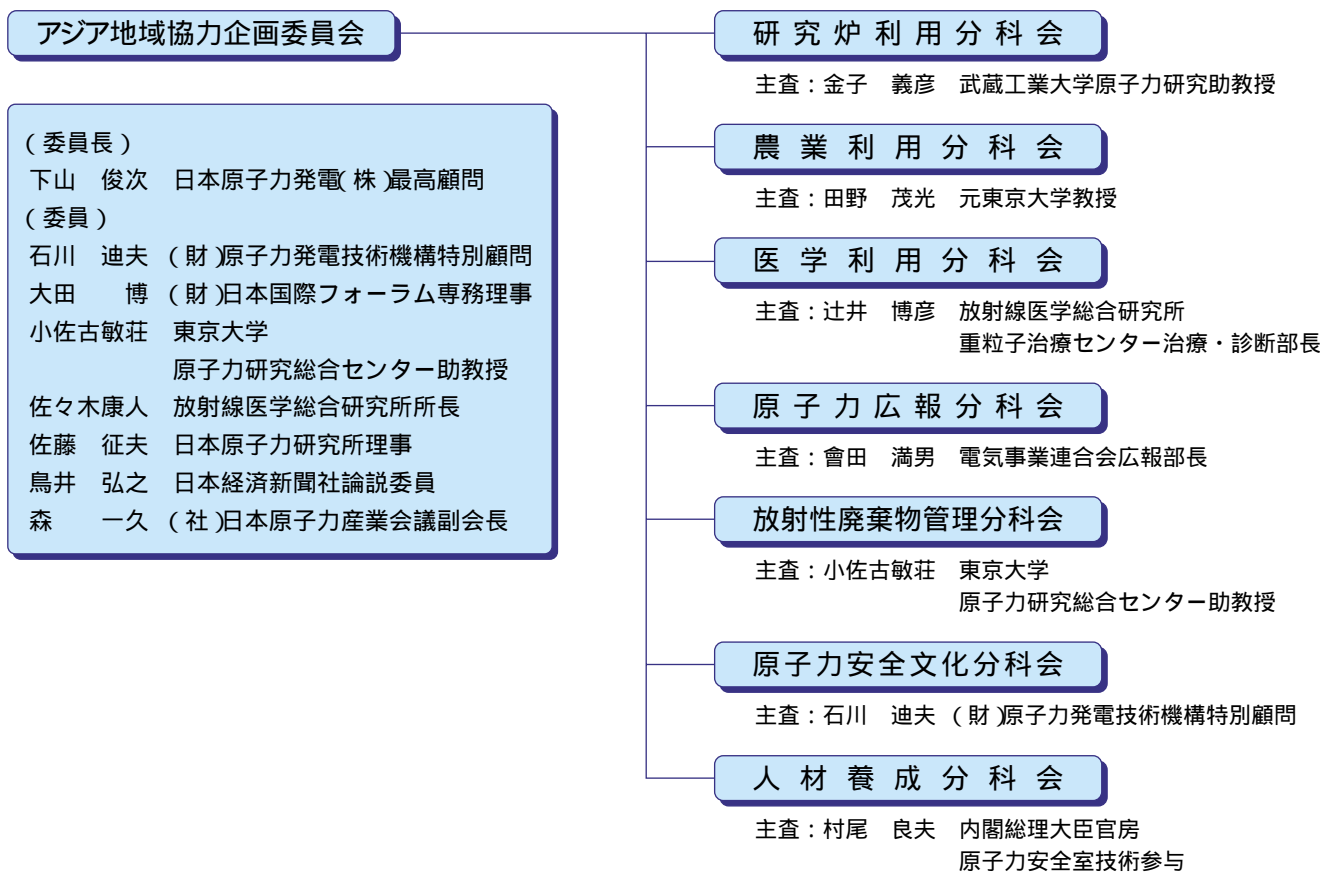 アジア地域協力企画委員会
(委員長)
下山 俊次 日本原子力発電(株)最高顧問
(委員)
石川 迪夫 (財)原子力発電技術機構特別顧問
大田 博 (財)日本国際フォーラム専務理事
小佐古敏荘 東京大学
原子力研究総合センター助教授
佐々木康人 放射線医学総合研究所所長
佐藤 征夫 日本原子力研究所理事
鳥井 弘之 日本経済新聞社論説委員
森 一久 (社)日本原子力産業会議副会長
研究炉利用分科会
主査:金子 義彦 武蔵工業大学原子力研究助教授
農業利用分科会
主査:田野 茂光 元東京大学教授
医学利用分科会
主査:辻井 博彦 放射線医学総合研究所
重粒子治療センター治療・診断部長
原子力広報分科会
主査:會田 満男 電気事業連合会広報部長
放射性廃棄物管理分科会
主査:小佐古敏荘 東京大学
原子力研究総合センター助教授
原子力安全文化分科会
主査:石川 迪夫 (財)原子力発電技術機構特別顧問
人材養成分科会
主査:村尾 良夫 内閣総理大臣官房
原子力安全室技術参与